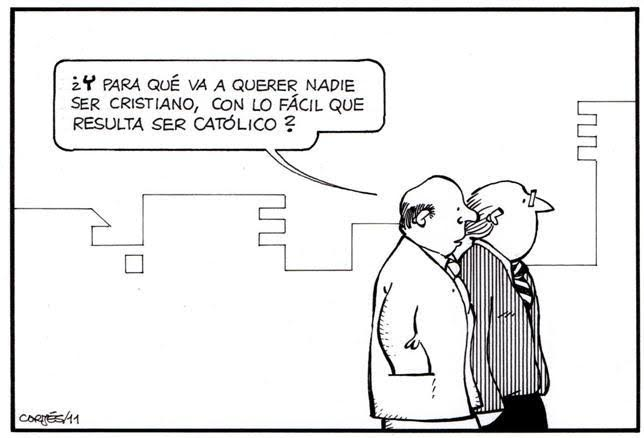 ¿Y PARA QUÉ VA A QUERER NADIE
SER CRISTIANO, CON LO FÁCIL QUE
RESULTA SER CATÓLICO?
CORTÉS/11